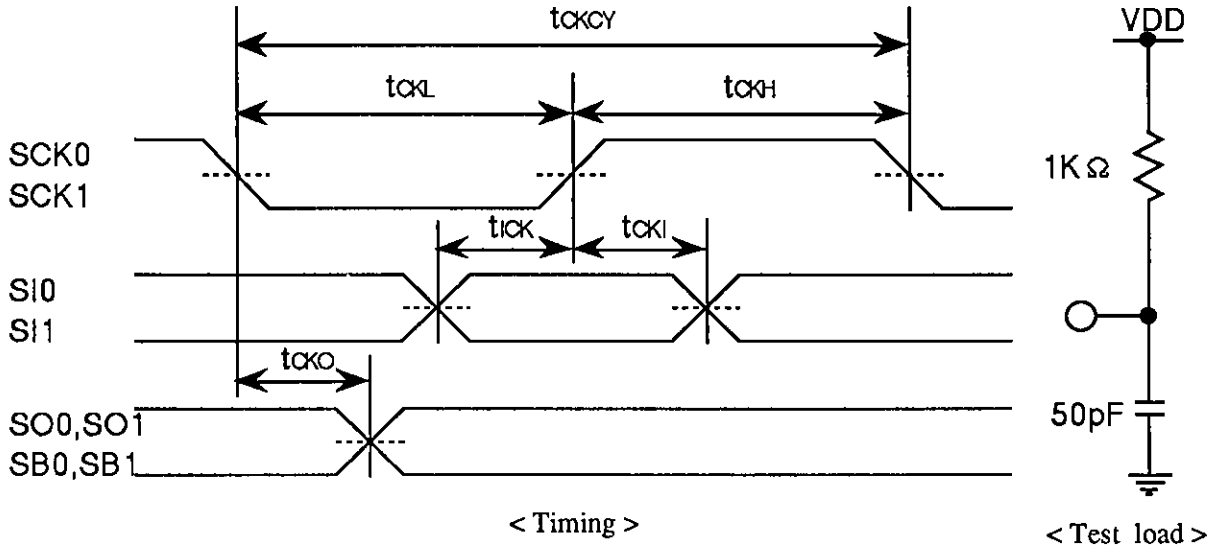 tCKCY
VDD
tCKL
tCKH
SCK0
SCK1
1KΩ
tICK
tCKI
SI0
SI1
tCKO
SO0,SO1
SB0,SB1
50pF
< Timing >
< Test load >